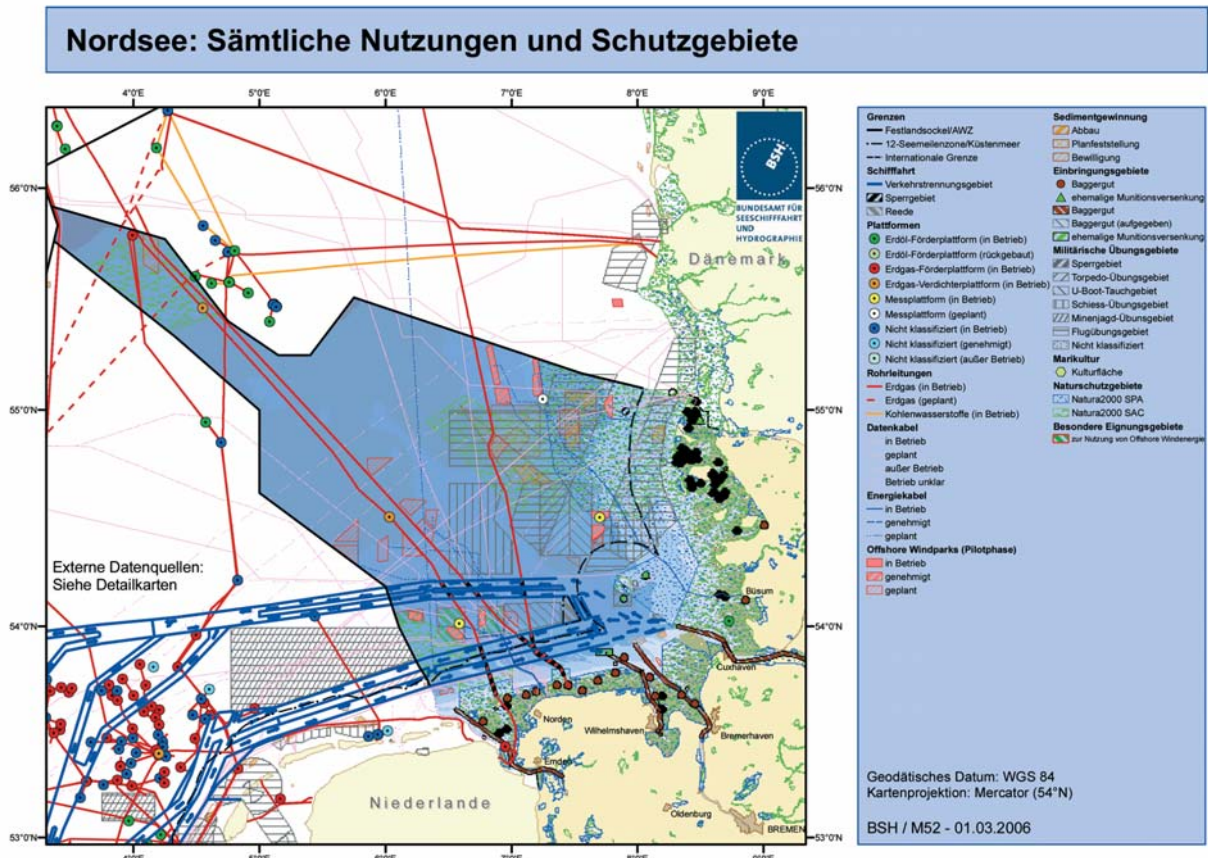 Nordsee: Sämtliche Nutzungen und Schutzgebiete
4°0'E 5°0'E 6°0'E 7°0'E 8°0'E 9°0'E
56°0'N
55°0'N
54°0'N
53°0'N
BSH
BUNDESAMT FÜR
SEESCHIFFFAHRT
UND
HYDROGRAPHIE
Dänemark
Externe Datenquellen:
Siehe Detailkarten
Büsum
Cuxhaven
Norden
Wilhelmshaven
Bremerhaven
Emden
Niederlande
Oldenburg
BREMEN
56°0'N
55°0'N
54°0'N
53°0'N
Grenzen
Festlandsockel/AWZ
12-Seemeilenzone/Küstenmeer
Internationale Grenze
Schifffahrt
Verkehrstrennungsgebiet
Sperrgebiet
Reede
Plattformen
Erdöl-Förderplattform (in Betrieb)
Erdöl-Förderplattform (rückgebaut)
Erdgas-Förderplattform (in Betrieb)
Erdgas-Verdichterplattform (in Betrieb)
Messplattform (in Betrieb)
Messplattform (geplant)
Nicht klassifiziert (in Betrieb)
Nicht klassifiziert (genehmigt)
Nicht klassifiziert (außer Betrieb)
Rohrleitungen
Erdgas (in Betrieb)
Erdgas (geplant)
Kohlenwasserstoffe (in Betrieb)
Datenkabel
in Betrieb
geplant
außer Betrieb
Betrieb unklar
Energiekabel
in Betrieb
genehmigt
geplant
Offshore Windparks (Pilotphase)
in Betrieb
genehmigt
geplant
Sedimentgewinnung
Abbau
Planfeststellung
Bewilligung
Einbringungsgebiete
Baggergut
ehemalige Munitionsversenkung
Baggergut
Baggergut (aufgegeben)
ehemalige Munitionsversenkung
Militärische Übungsgebiete
Sperrgebiet
Torpedo-Übungsgebiet
U-Boot-Tauchgebiet
Schiess-Übungsgebiet
Minenjagd-Übungsgebiet
Flugübungsgebiet
Nicht klassifiziert
Marikultur
Kulturfläche
Naturschutzgebiete
Natura2000 SPA
Natura2000 SAC
Besondere Eignungsgebiete
zur Nutzung von Offshore Windenergie
Geodätisches Datum: WGS 84
Kartenprojektion: Mercator (54°N)
BSH / M52 - 01.03.2006